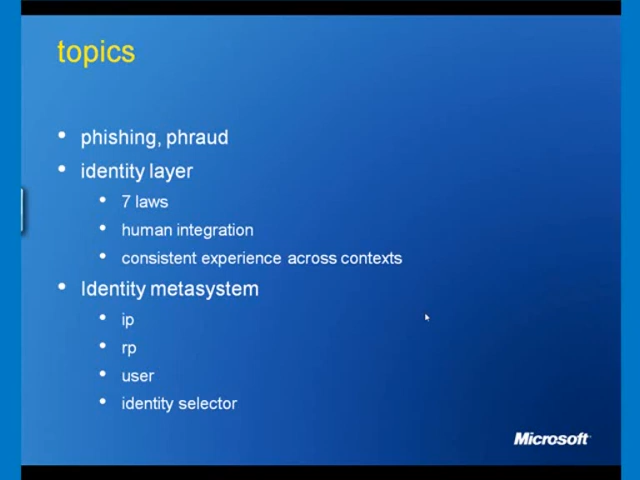 topics
phishing, phraud
identity layer
7 laws
human integration
consistent experience across contexts
Identity metasystem
ip
rp
user
identity selector
Microsoft